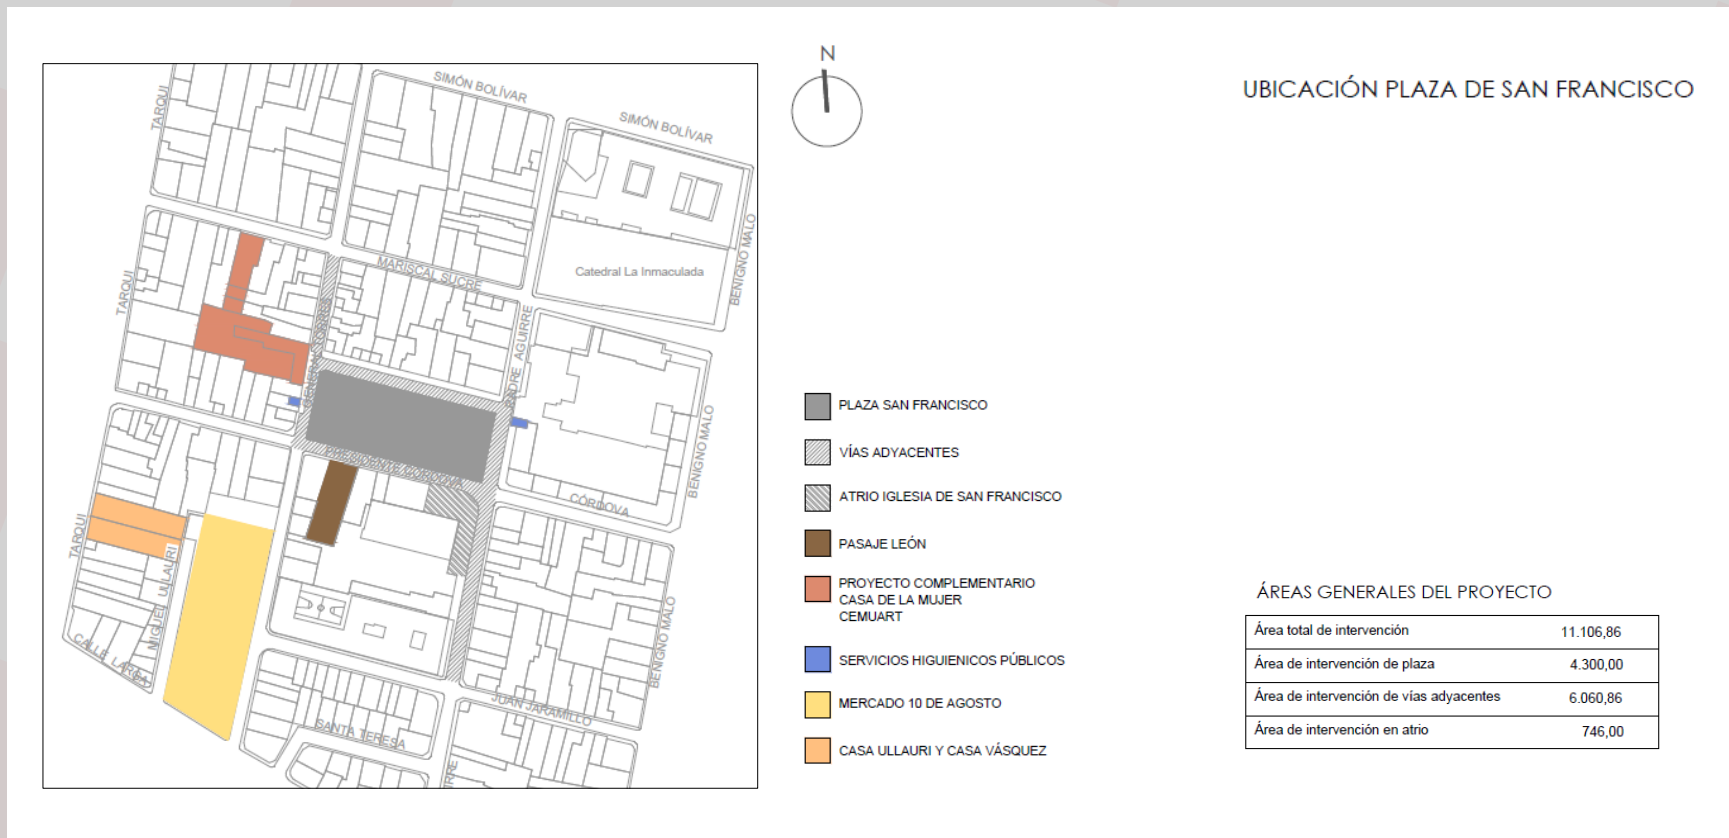 N
UBICACIÓN PLAZA DE SAN FRANCISCO
SIMÓN BOLÍVAR
SIMÓN BOLÍVAR
TARQUI
BENIGNO MALO
MARISCAL SUCRE
Catedral La Inmaculada
TARQUI
GENERAL TORRES
PADRE AGUIRRE
PRESIDENTE CÓRDOVA
CÓRDOVA
BENIGNO MALO
TARQUI
MIGUEL ULLAURI
CALLE LARGA
BENIGNO MALO
JUAN JARAMILLO
SANTA TERESA
IRRE
PLAZA SAN FRANCISCO
VÍAS ADYACENTES
ATRIO IGLESIA DE SAN FRANCISCO
PASAJE LEÓN
PROYECTO COMPLEMENTARIO
CASA DE LA MUJER
CEMUART
SERVICIOS HIGUIENICOS PÚBLICOS
MERCADO 10 DE AGOSTO
CASA ULLAURI Y CASA VÁSQUEZ
ÁREAS GENERALES DEL PROYECTO
Área total de intervención 11.106,86
Área de intervención de plaza 4.300,00
Área de intervención de vías adyacentes 6.060,86
Área de intervención en atrio 746,00